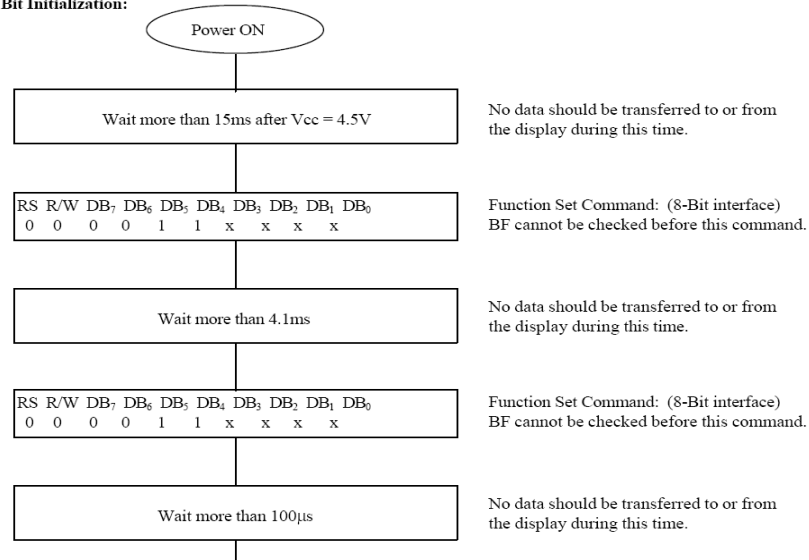 Bit Initialization:
Power ON
Wait more than 15ms after Vcc = 4.5V
No data should be transferred to or from
the display during this time.
RS R/W DB₇ DB₆ DB₅ DB₄ DB₃ DB₂ DB₁ DB₀
0 0 0 0 1 1 x x x x
Function Set Command: (8-Bit interface)
BF cannot be checked before this command.
Wait more than 4.1ms
No data should be transferred to or from
the display during this time.
RS R/W DB₇ DB₆ DB₅ DB₄ DB₃ DB₂ DB₁ DB₀
0 0 0 0 1 1 x x x x
Function Set Command: (8-Bit interface)
BF cannot be checked before this command.
Wait more than 100µs
No data should be transferred to or from
the display during this time.